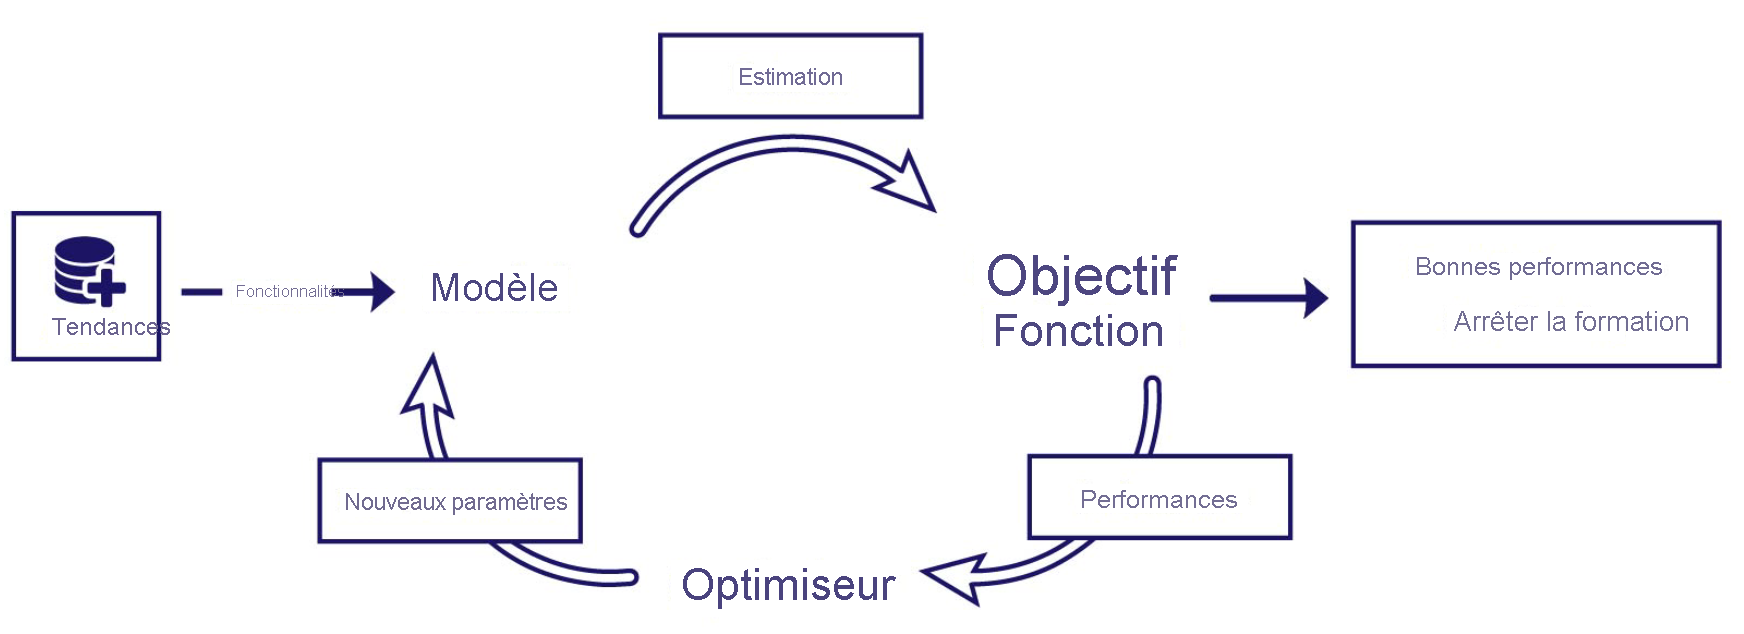 Estimation
Tendances
Fonctionnalités
Modèle
Objectif
Fonction
Bonnes performances
Arrêter la formation
Nouveaux paramètres
Performances
Optimiseur